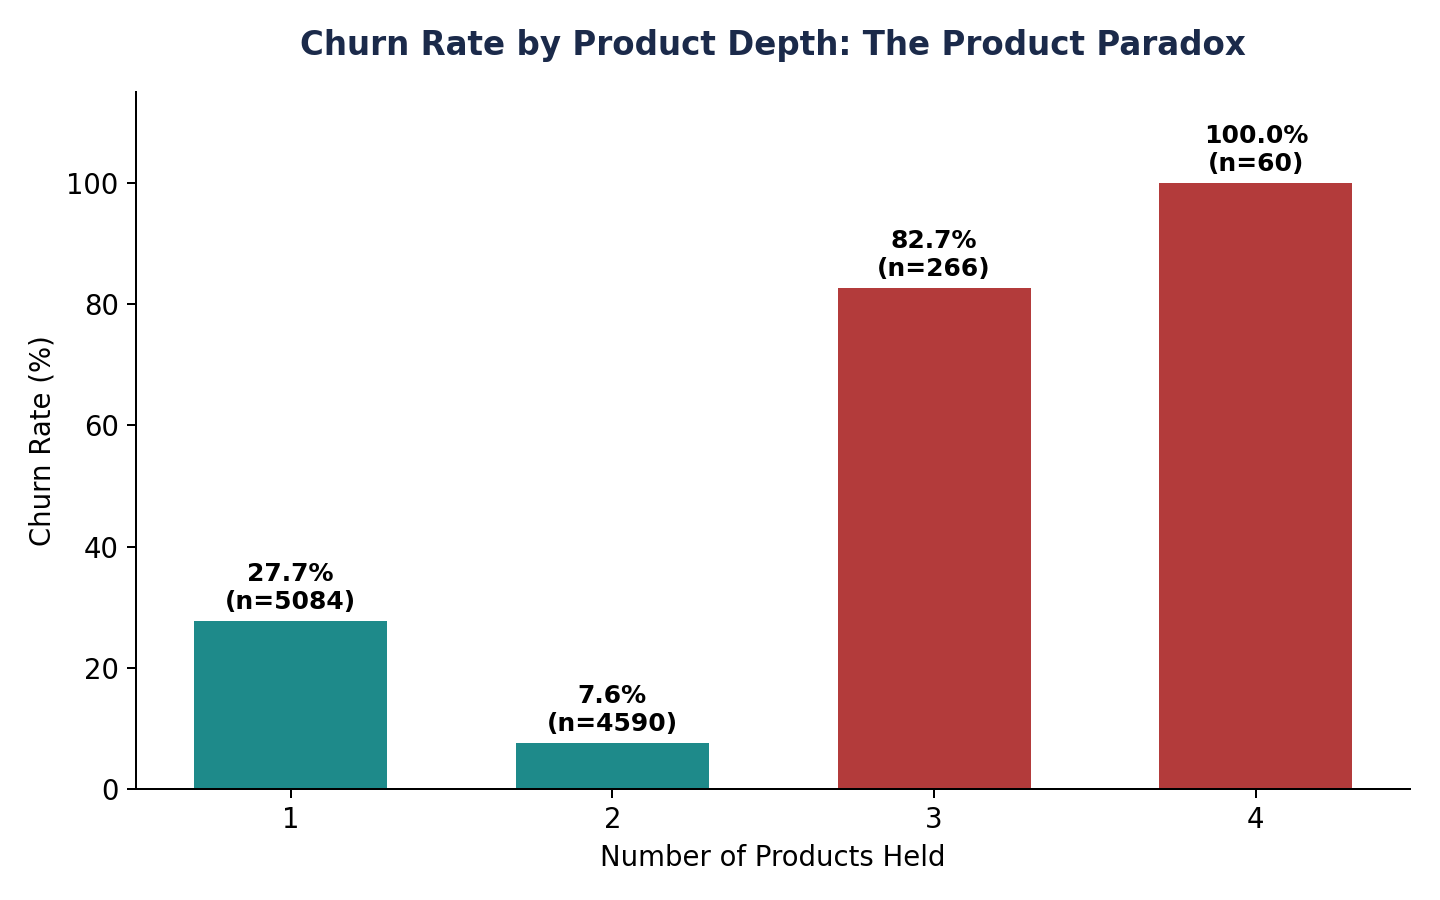 Churn Rate by Product Depth: The Product Paradox
Churn Rate (%)
100
80
60
40
20
0
27.7%
(n=5084)
7.6%
(n=4590)
82.7%
(n=266)
100.0%
(n=60)
1
2
3
4
Number of Products Held